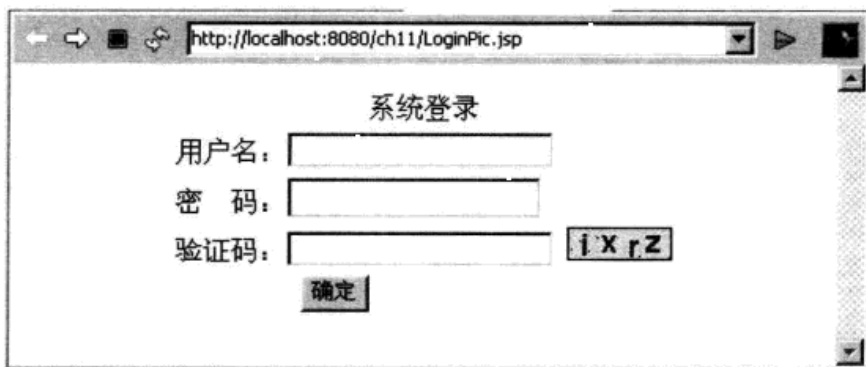 http://localhost:8080/ch11/LoginPic.jsp
系统登录
用户名：
密 码：
验证码： i x r z
确定